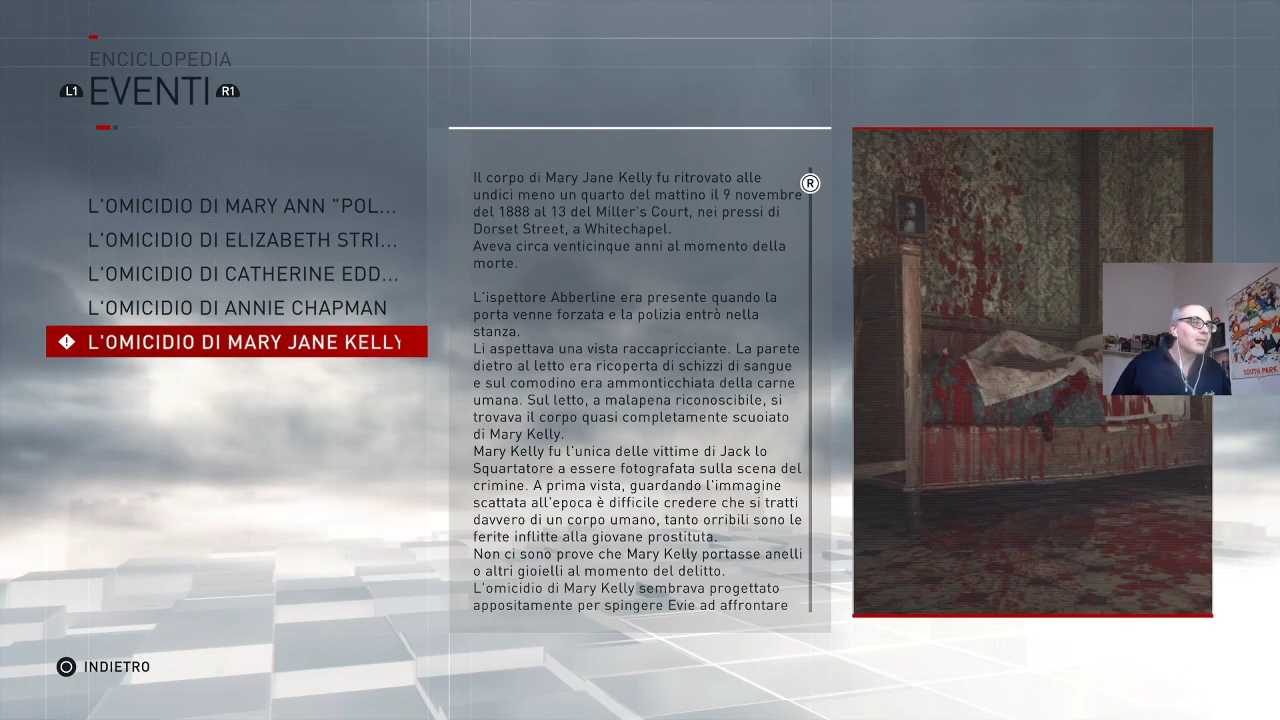 ENCICLOPEDIA
L1 EVENTI R1
L'OMICIDIO DI MARY ANN "POL...
L'OMICIDIO DI ELIZABETH STRI...
L'OMICIDIO DI CATHERINE EDD...
L'OMICIDIO DI ANNIE CHAPMAN
L'OMICIDIO DI MARY JANE KELLY
Il corpo di Mary Jane Kelly fu ritrovato alle
undici meno un quarto del mattino il 9 novembre
del 1888 al 13 del Miller's Court, nei pressi di
Dorset Street, a Whitechapel.
Aveva circa venticinque anni al momento della
morte.
L'ispettore Abberline era presente quando la
porta venne forzata e la polizia entrò nella
stanza.
Li aspettava una vista raccapricciante. La parete
dietro al letto era ricoperta di schizzi di sangue
e sul comodino era ammonticchiata della carne
umana. Sul letto, a malapena riconoscibile, si
trovava il corpo quasi completamente scuoiato
di Mary Kelly.
Mary Kelly fu l'unica delle vittime di Jack lo
Squartatore a essere fotografata sulla scena del
crimine. A prima vista, guardando l'immagine
scattata all'epoca è difficile credere che si tratti
davvero di un corpo umano, tanto orribili sono le
ferite inflitte alla giovane prostituta.
Non ci sono prove che Mary Kelly portasse anelli
o altri gioielli al momento del delitto.
L'omicidio di Mary Kelly sembrava progettato
appositamente per spingere Evie ad affrontare
R
SOUTH PARK
INDIETRO